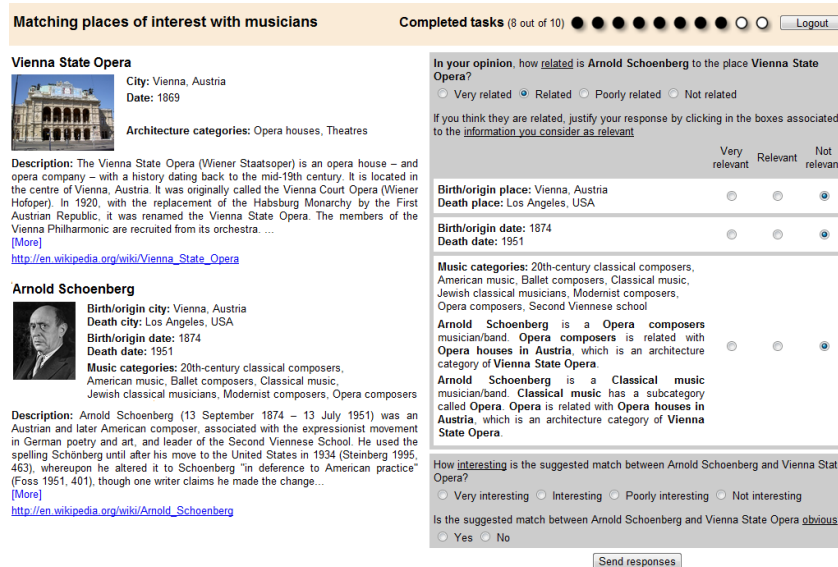 Matching places of interest with musicians
Completed tasks (8 out of 10)
Logout
Vienna State Opera
City: Vienna, Austria
Date: 1869
Architecture categories: Opera houses, Theatres
Description: The Vienna State Opera (Wiener Staatsoper) is an opera house – and
opera company – with a history dating back to the mid-19th century. It is located in
the centre of Vienna, Austria. It was originally called the Vienna Court Opera (Wiener
Hofoper). In 1920, with the replacement of the Habsburg Monarchy by the First
Austrian Republic, it was renamed the Vienna State Opera. The members of the
Vienna Philharmonic are recruited from its orchestra. ...
[More]
http://en.wikipedia.org/wiki/Vienna_State_Opera
Arnold Schoenberg
Birth/origin city: Vienna, Austria
Death city: Los Angeles, USA
Birth/origin date: 1874
Death date: 1951
Music categories: 20th-century classical composers,
American music, Ballet composers, Classical music,
Jewish classical musicians, Modernist composers, Opera composers
Description: Arnold Schoenberg (13 September 1874 – 13 July 1951) was an
Austrian and later American composer, associated with the expressionist movement
in German poetry and art, and leader of the Second Viennese School. He used the
spelling Schönberg until after his move to the United States in 1934 (Steinberg 1995,
463), whereupon he altered it to Schoenberg "in deference to American practice"
(Foss 1951, 401), though one writer claims he made the change...
[More]
http://en.wikipedia.org/wiki/Arnold_Schoenberg
In your opinion, how related is Arnold Schoenberg to the place Vienna State
Opera?
Very related Related Poorly related Not related
If you think they are related, justify your response by clicking in the boxes associated
to the information you consider as relevant
Very relevant Relevant Not relevan
Birth/origin place: Vienna, Austria
Death place: Los Angeles, USA
Birth/origin date: 1874
Death date: 1951
Music categories: 20th-century classical composers,
American music, Ballet composers, Classical music,
Jewish classical musicians, Modernist composers,
Opera composers, Second Viennese school
Arnold Schoenberg is a Opera composers
musician/band. Opera composers is related with
Opera houses in Austria, which is an architecture
category of Vienna State Opera.
Arnold Schoenberg is a Classical music
musician/band. Classical music has a subcategory
called Opera. Opera is related with Opera houses in
Austria, which is an architecture category of Vienna
State Opera.
How interesting is the suggested match between Arnold Schoenberg and Vienna Stat
Opera?
Very interesting Interesting Poorly interesting Not interesting
Is the suggested match between Arnold Schoenberg and Vienna State Opera obvious
Yes No
Send responses